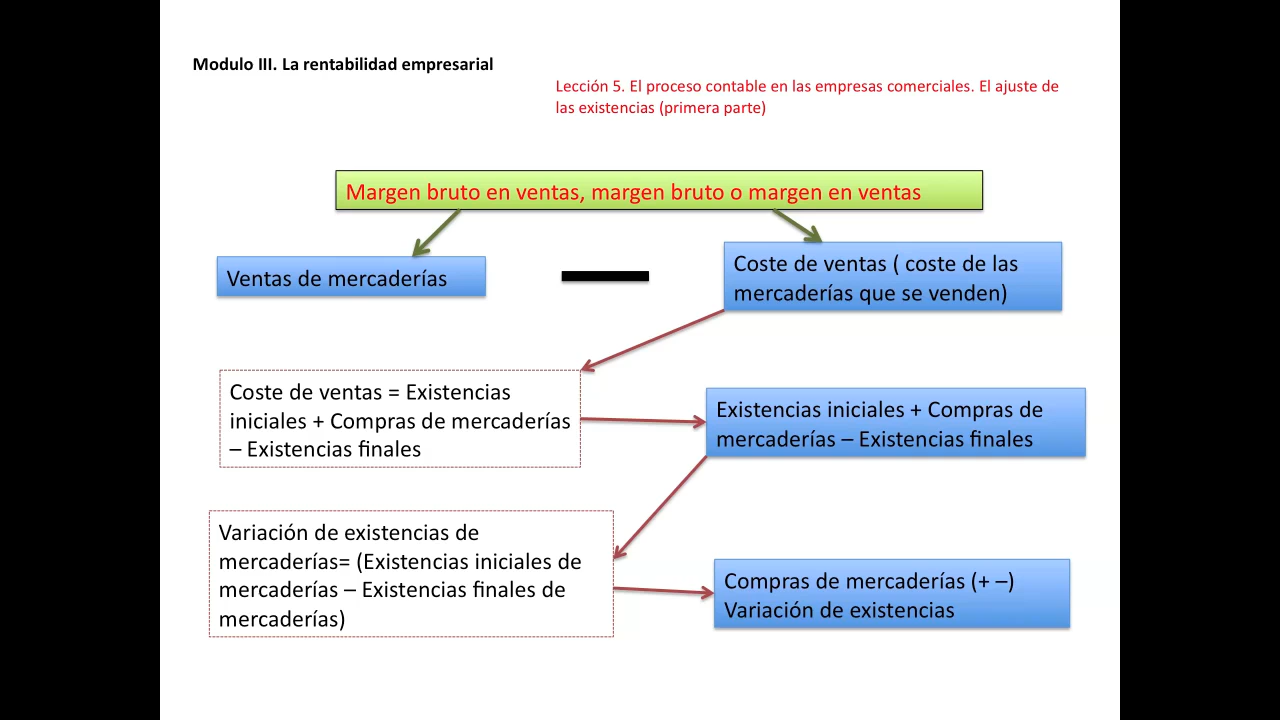 Modulo III. La rentabilidad empresarial
Lección 5. El proceso contable en las empresas comerciales. El ajuste de
las existencias (primera parte)
Margen bruto en ventas, margen bruto o margen en ventas
Ventas de mercaderías
Coste de ventas ( coste de las
mercaderías que se venden)
Coste de ventas = Existencias
iniciales + Compras de mercaderías
– Existencias finales
Existencias iniciales + Compras de
mercaderías – Existencias finales
Variación de existencias de
mercaderías= (Existencias iniciales de
mercaderías – Existencias finales de
mercaderías)
Compras de mercaderías (+ –)
Variación de existencias